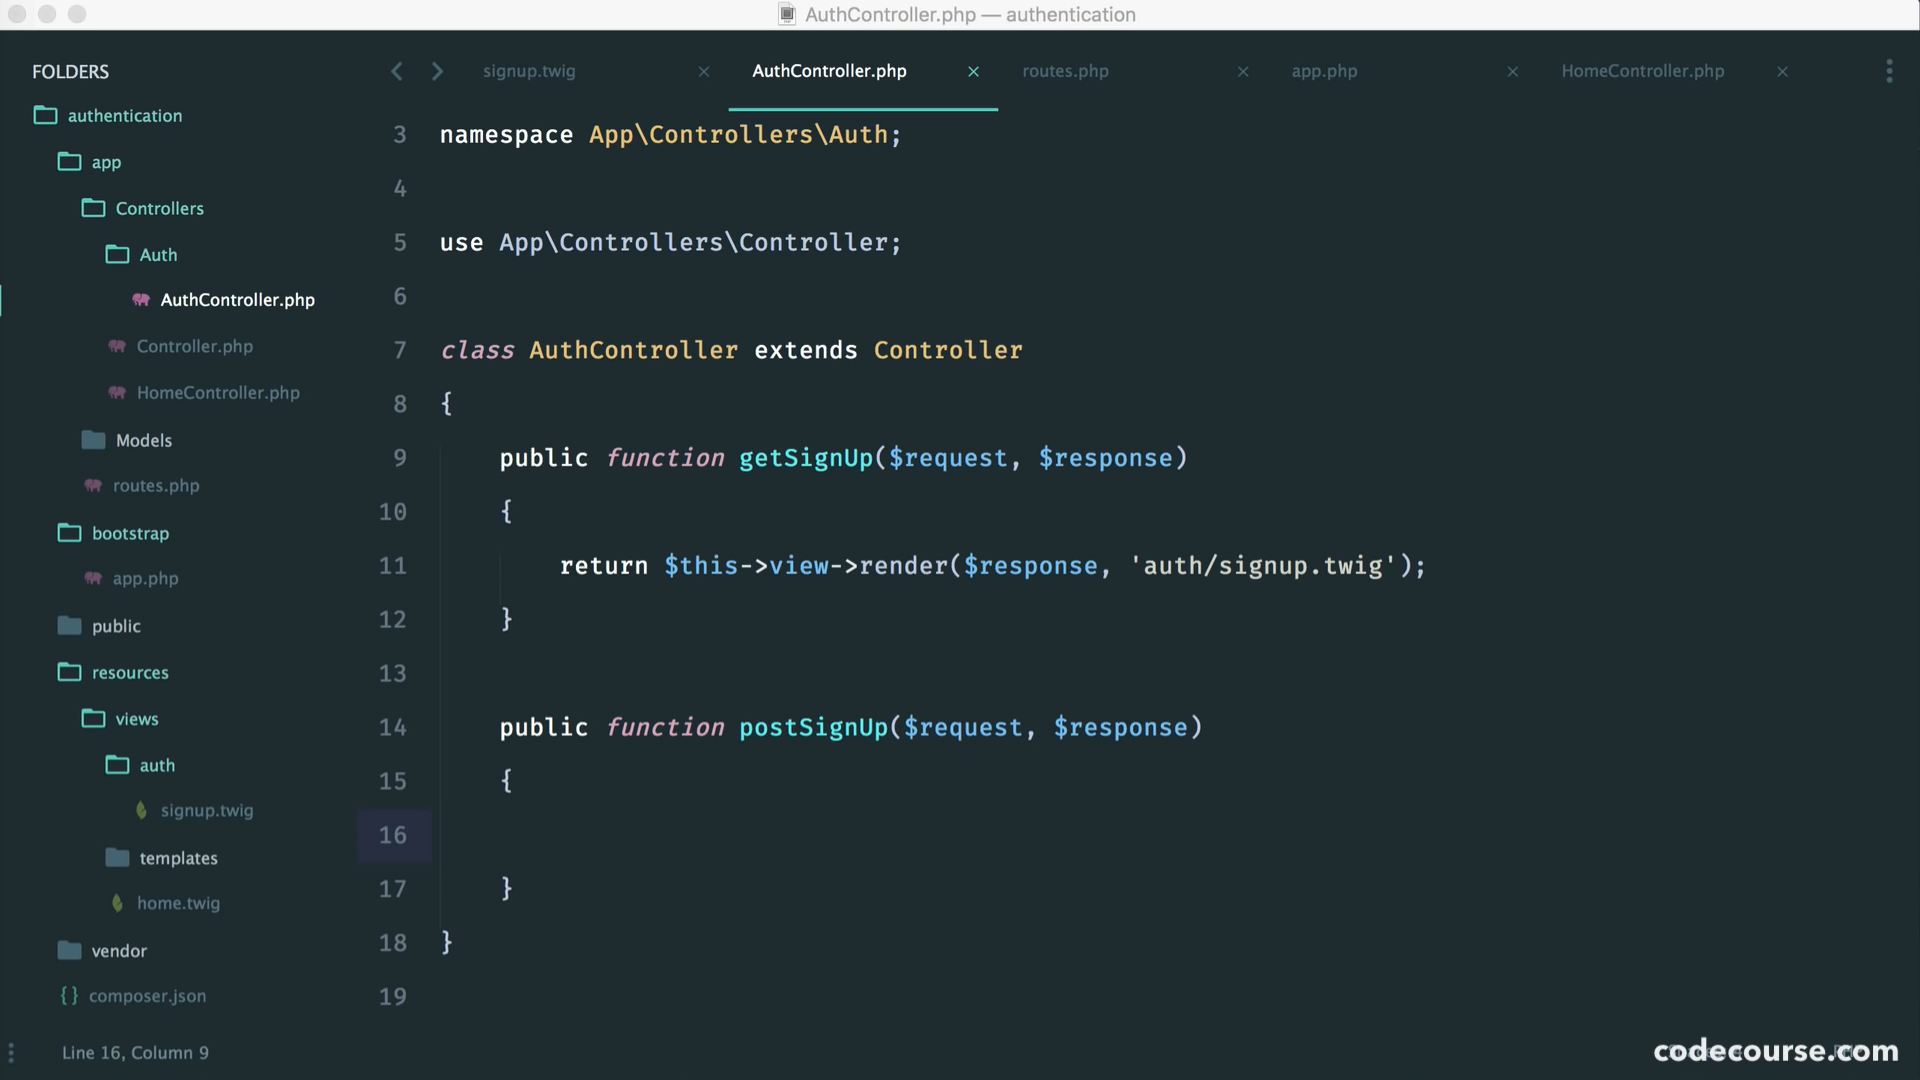 AuthController.php — authentication
FOLDERS
authentication
app
Controllers
Auth
AuthController.php
Controller.php
HomeController.php
Models
routes.php
bootstrap
app.php
public
resources
views
auth
signup.twig
templates
home.twig
vendor
{} composer.json
signup.twig × AuthController.php × routes.php × app.php × HomeController.php ×
3 namespace App\Controllers\Auth;
4
5 use App\Controllers\Controller;
6
7 class AuthController extends Controller
8 {
9 public function getSignUp($request, $response)
10 {
11 return $this->view->render($response, 'auth/signup.twig');
12 }
13
14 public function postSignUp($request, $response)
15 {
16
17 }
18 }
19
Line 16, Column 9
codecourse.com